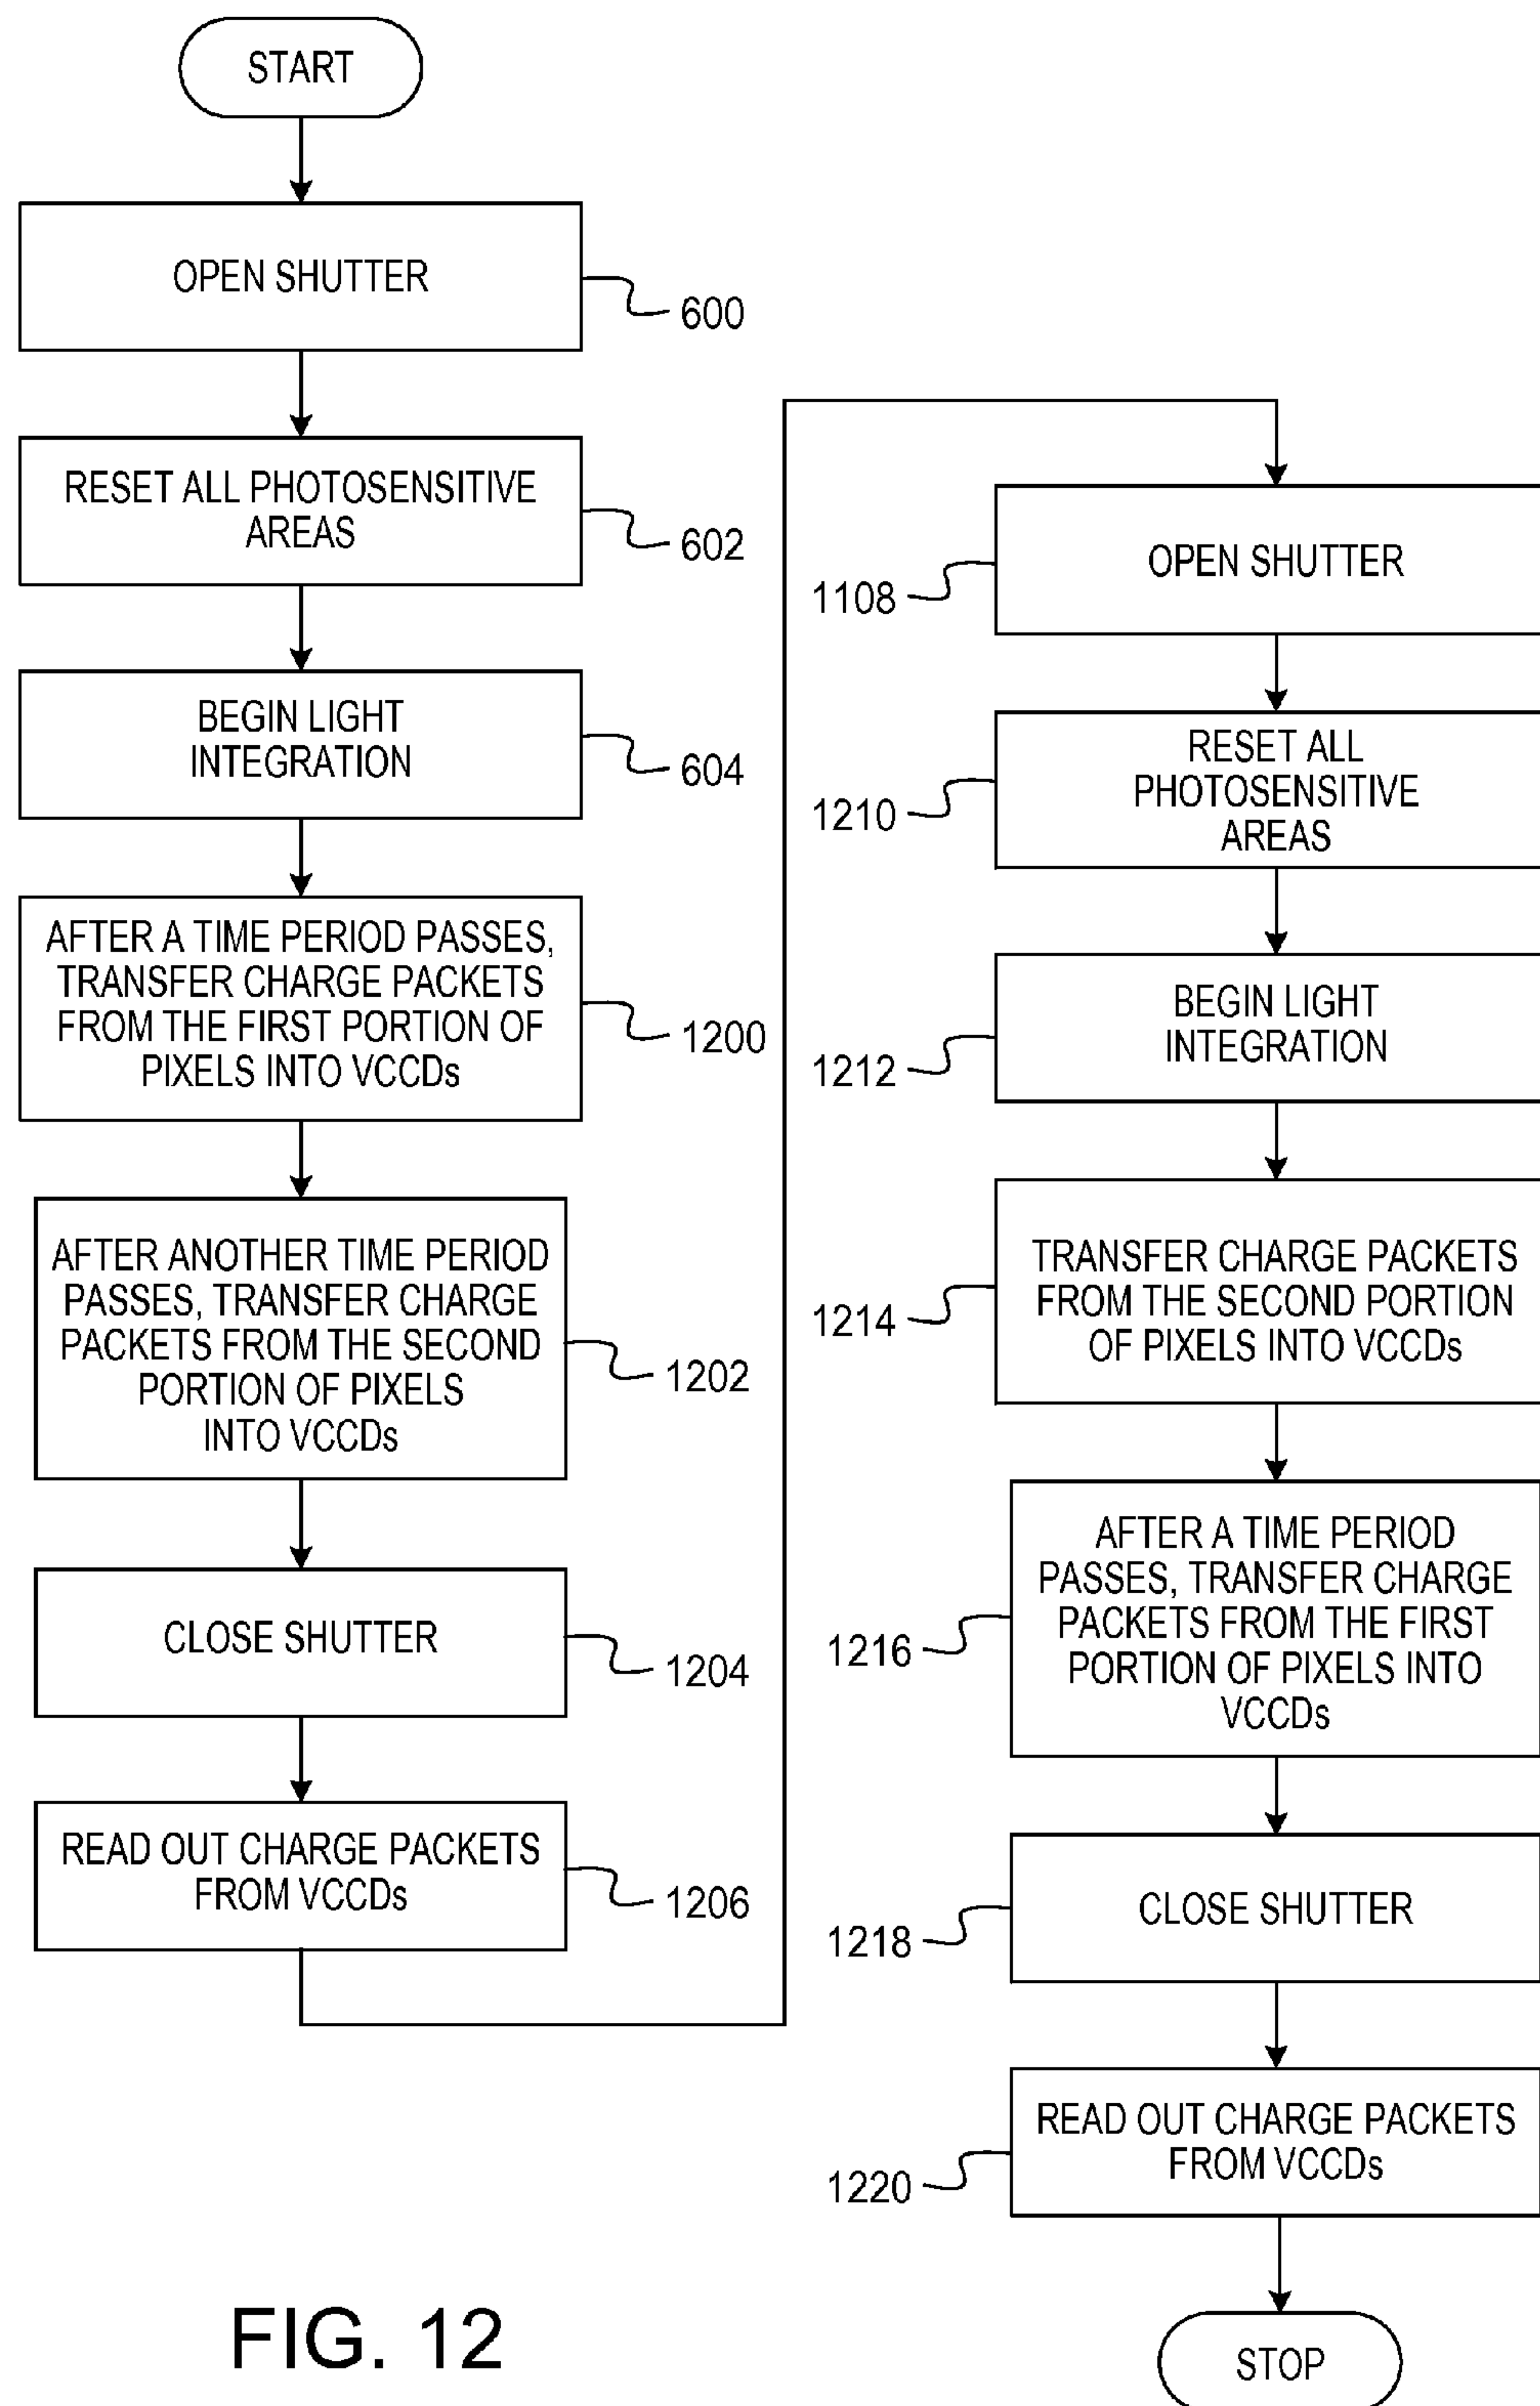 START
OPEN SHUTTER
600
RESET ALL PHOTOSENSITIVE
AREAS
602
BEGIN LIGHT
INTEGRATION
604
AFTER A TIME PERIOD PASSES,
TRANSFER CHARGE PACKETS
FROM THE FIRST PORTION OF
PIXELS INTO VCCDs
1200
AFTER ANOTHER TIME PERIOD
PASSES, TRANSFER CHARGE
PACKETS FROM THE SECOND
PORTION OF PIXELS
INTO VCCDs
1202
CLOSE SHUTTER
1204
READ OUT CHARGE PACKETS
FROM VCCDs
1206
OPEN SHUTTER
1108
RESET ALL
PHOTOSENSITIVE
AREAS
1210
BEGIN LIGHT
INTEGRATION
1212
TRANSFER CHARGE PACKETS
FROM THE SECOND PORTION
OF PIXELS INTO VCCDs
1214
AFTER A TIME PERIOD
PASSES, TRANSFER CHARGE
PACKETS FROM THE FIRST
PORTION OF PIXELS INTO
VCCDs
1216
CLOSE SHUTTER
1218
READ OUT CHARGE PACKETS
FROM VCCDs
1220
STOP
FIG. 12